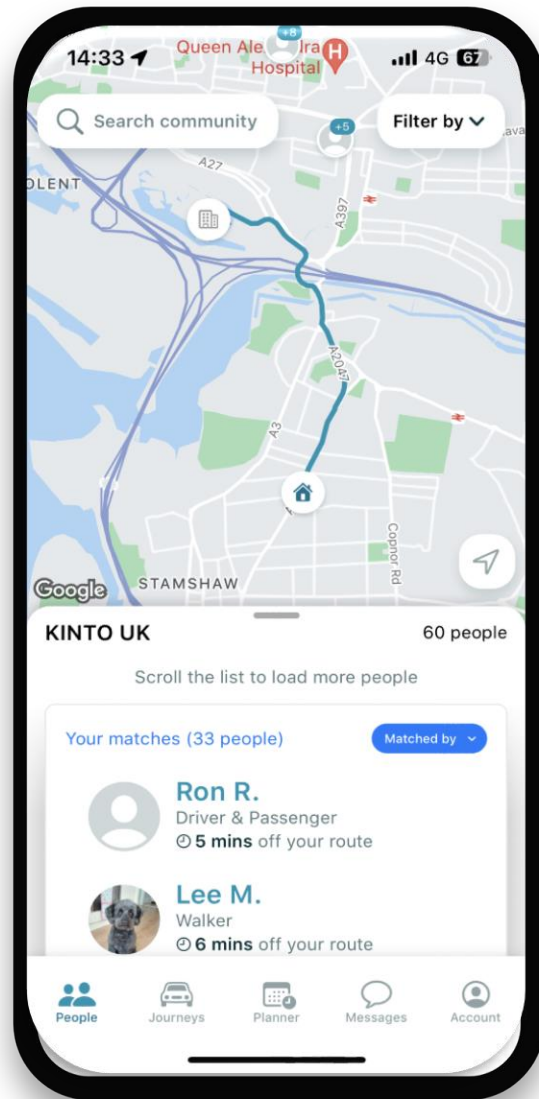 +8
14:33
Queen Ale
Ira
Hospital
H
4G 67
Search community
+5
Filter by
ava
A27
OLENT
A397
A2047
A3
Copnor Rd
Google
STAMSHAW
KINTO UK
60 people
Scroll the list to load more people
Your matches (33 people)
Matched by
Ron R.
Driver & Passenger
5 mins off your route
Lee M.
Walker
6 mins off your route
People
Journeys
Planner
Messages
Account